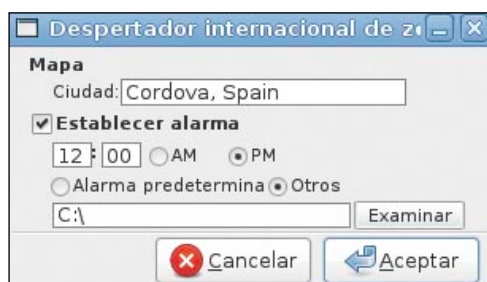 Despertador internacional de z
Mapa
Ciudad: Cordova, Spain
Establecer alarma
12 : 00 AM PM
Alarma predetermina Otros
C:\ Examinar
Cancelar Aceptar